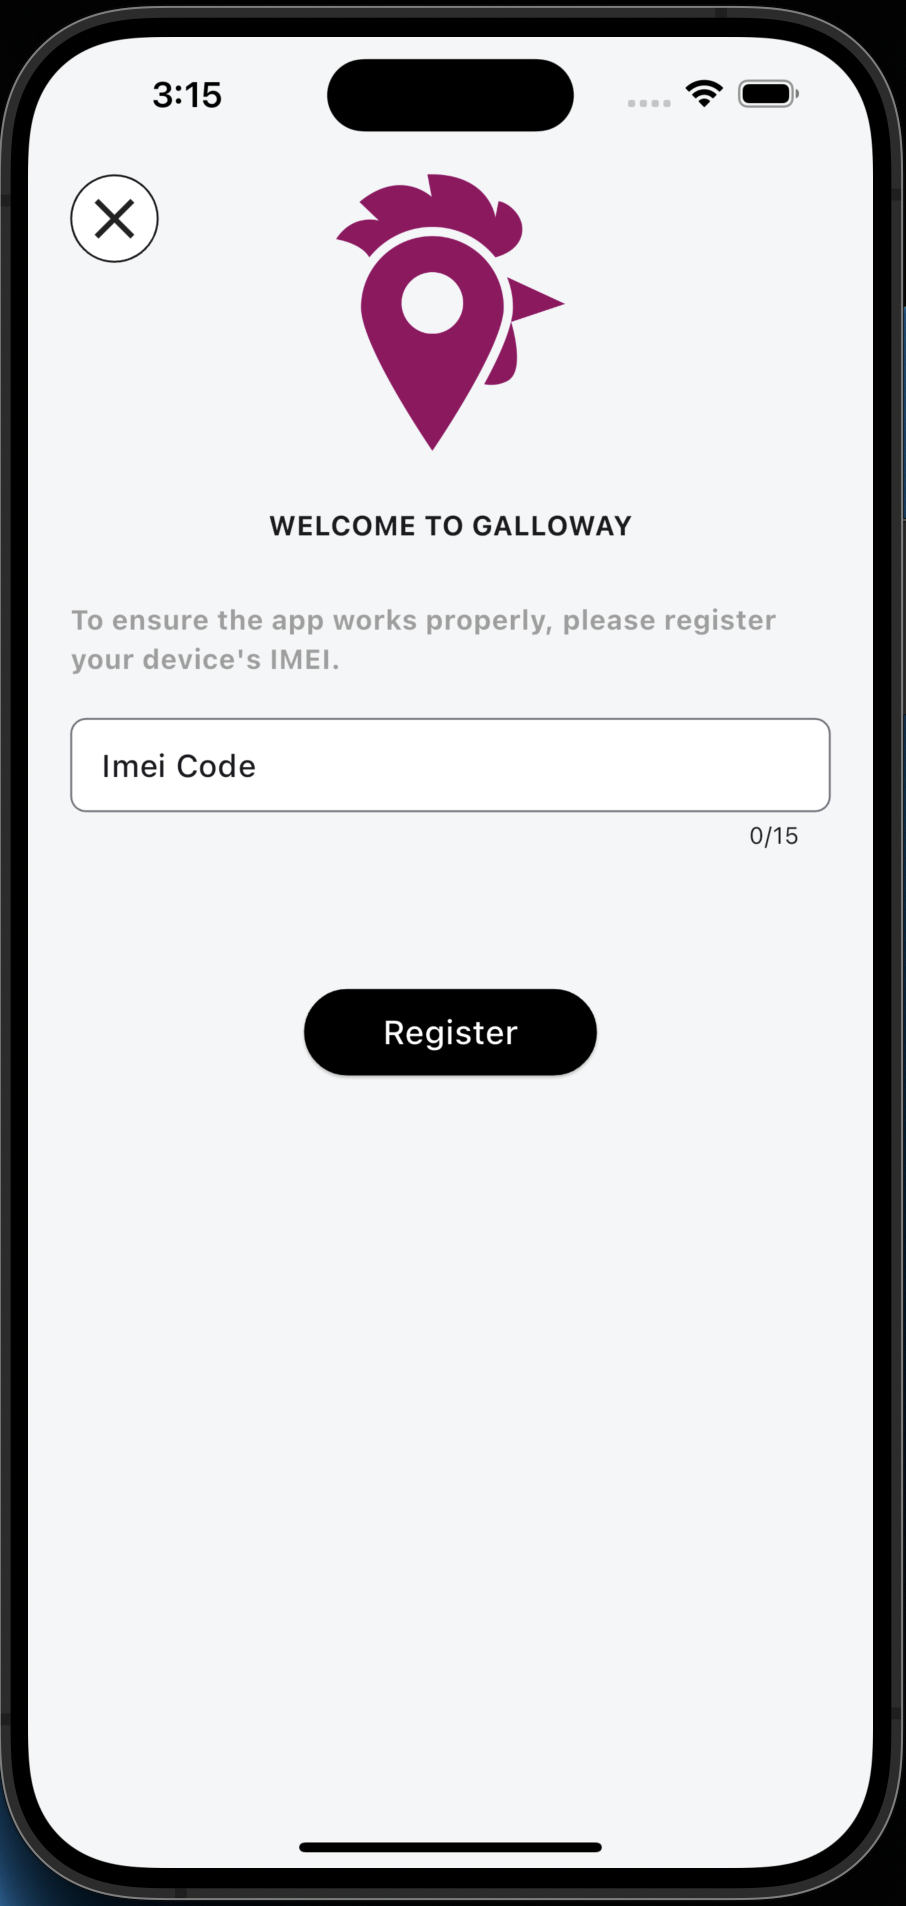 3:15
WELCOME TO GALLOWAY
To ensure the app works properly, please register
your device's IMEI.
Imei Code
0/15
Register